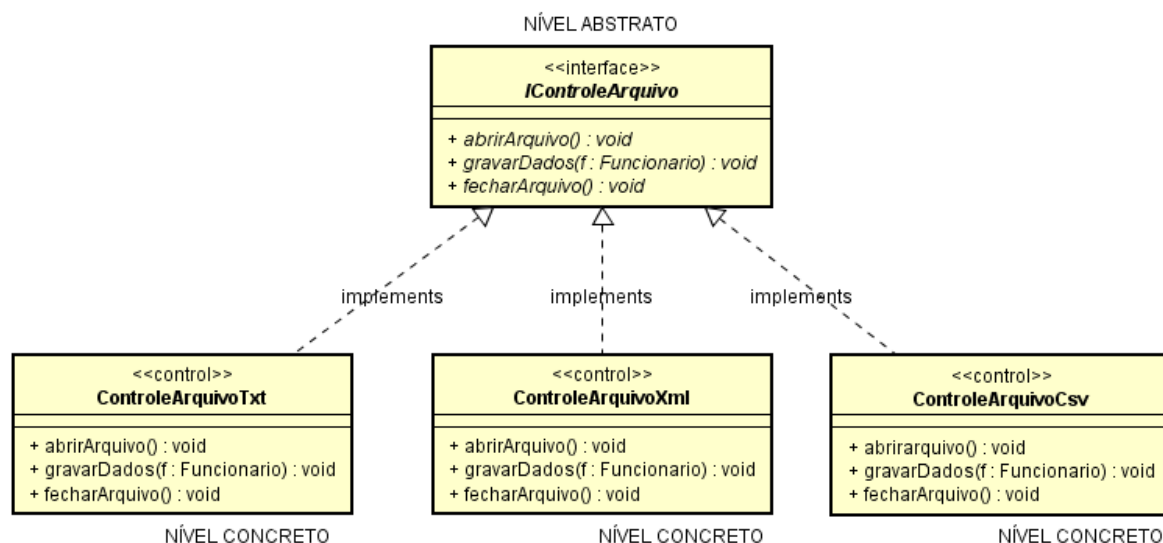 NÍVEL ABSTRATO
<<interface>>
IControleArquivo
+ abrirArquivo() : void
+ gravarDados(f : Funcionario) : void
+ fecharArquivo() : void
implements
implements
implements
<<control>>
ControleArquivoTxt
+ abrirArquivo() : void
+ gravarDados(f : Funcionario) : void
+ fecharArquivo() : void
NÍVEL CONCRETO
<<control>>
ControleArquivoXml
+ abrirArquivo() : void
+ gravarDados(f : Funcionario) : void
+ fecharArquivo() : void
NÍVEL CONCRETO
<<control>>
ControleArquivoCsv
+ abrirarquivo() : void
+ gravarDados(f : Funcionario) : void
+ fecharArquivo() : void
NÍVEL CONCRETO